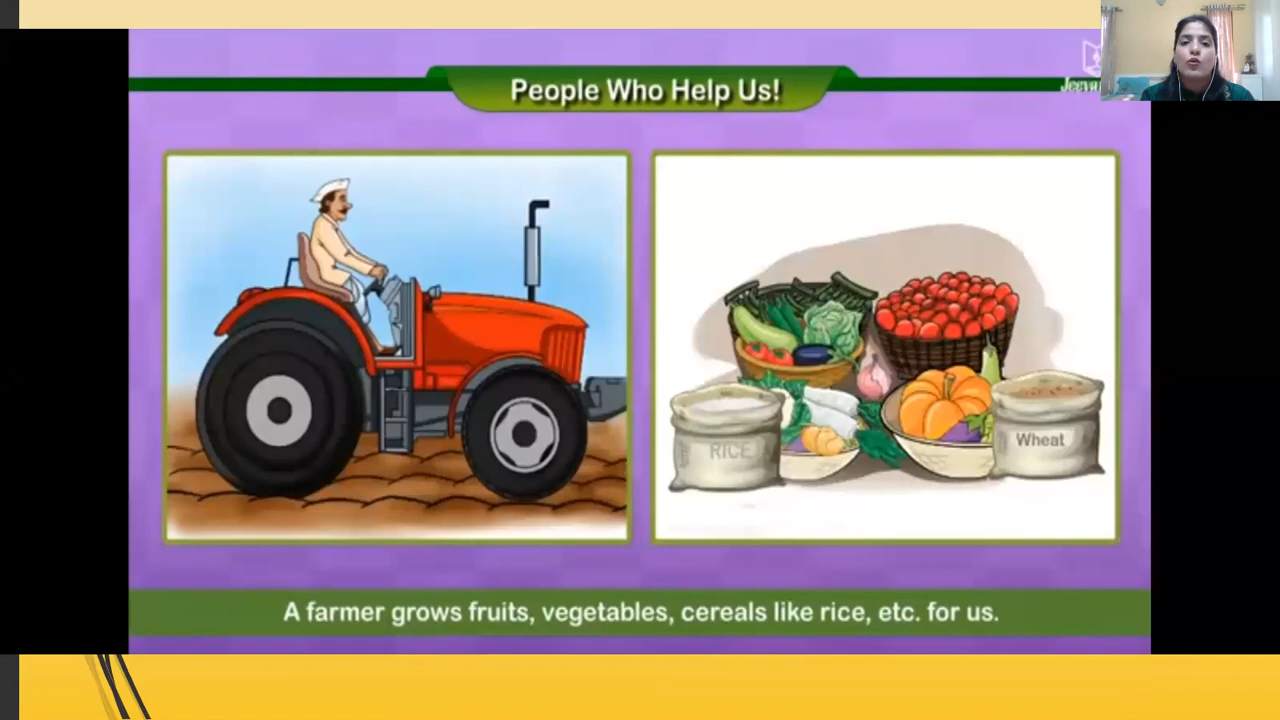 People Who Help Us!
RICE
Wheat
A farmer grows fruits, vegetables, cereals like rice, etc. for us.